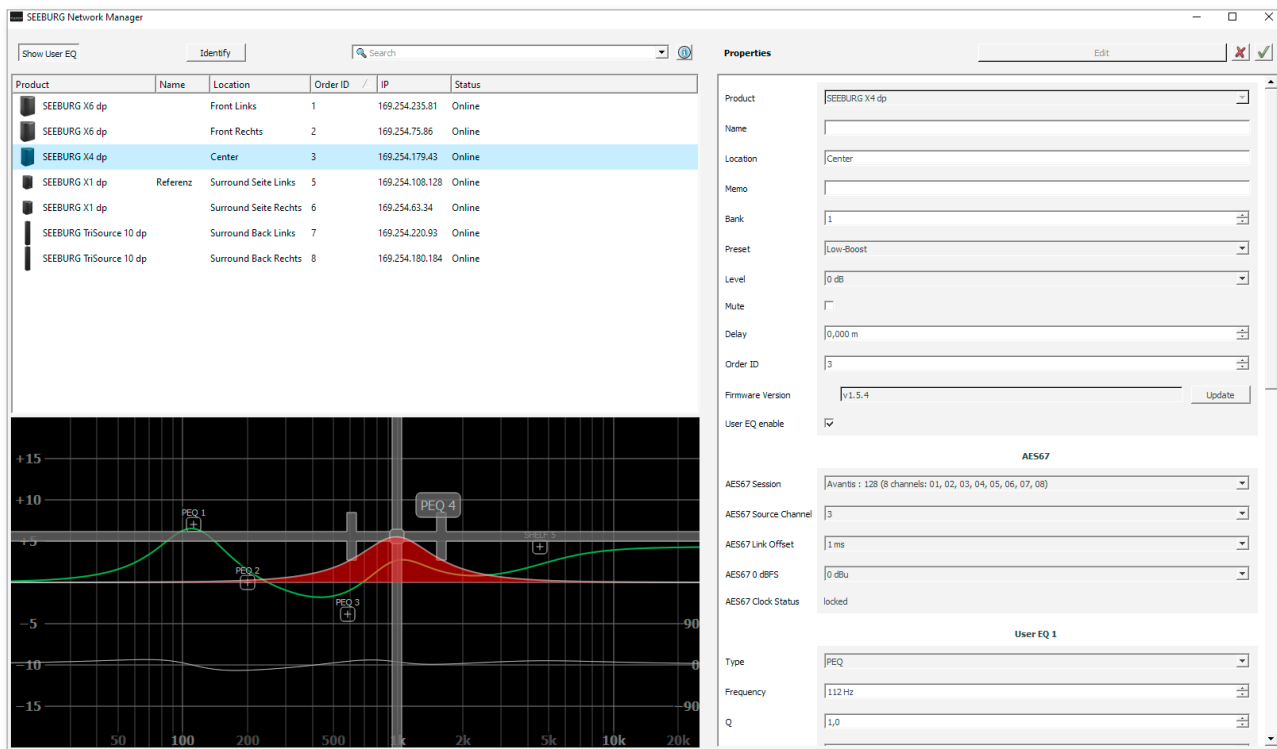 SEEBURG Network Manager
Show User EQ Identify Search
Product Name Location Order ID IP Status
SEEBURG X6 dp Front Links 1 169.254.235.81 Online
SEEBURG X6 dp Front Rechts 2 169.254.75.86 Online
SEEBURG X4 dp Center 3 169.254.179.43 Online
SEEBURG X1 dp Referenz Surround Seite Links 5 169.254.108.128 Online
SEEBURG X1 dp Surround Seite Rechts 6 169.254.63.34 Online
SEEBURG TriSource 10 dp Surround Back Links 7 169.254.220.93 Online
SEEBURG TriSource 10 dp Surround Back Rechts 8 169.254.180.184 Online
+15
+10
PEQ 4
PEQ 1
+5
SHELF 5
PEQ 2
PEQ 3
−5 −90
−10 0
−15 −90
50 100 200 500 1k 2k 5k 10k 20k
Properties Edit
Product SEEBURG X4 dp
Name
Location Center
Memo
Bank 1
Preset Low-Boost
Level 0 dB
Mute
Delay 0,000 m
Order ID 3
Firmware Version v1.5.4 Update
User EQ enable
AES67
AES67 Session Avantis : 128 (8 channels: 01, 02, 03, 04, 05, 06, 07, 08)
AES67 Source Channel 3
AES67 Link Offset 1 ms
AES67 0 dBFS 0 dBu
AES67 Clock Status locked
User EQ 1
Type PEQ
Frequency 112 Hz
Q 1,0